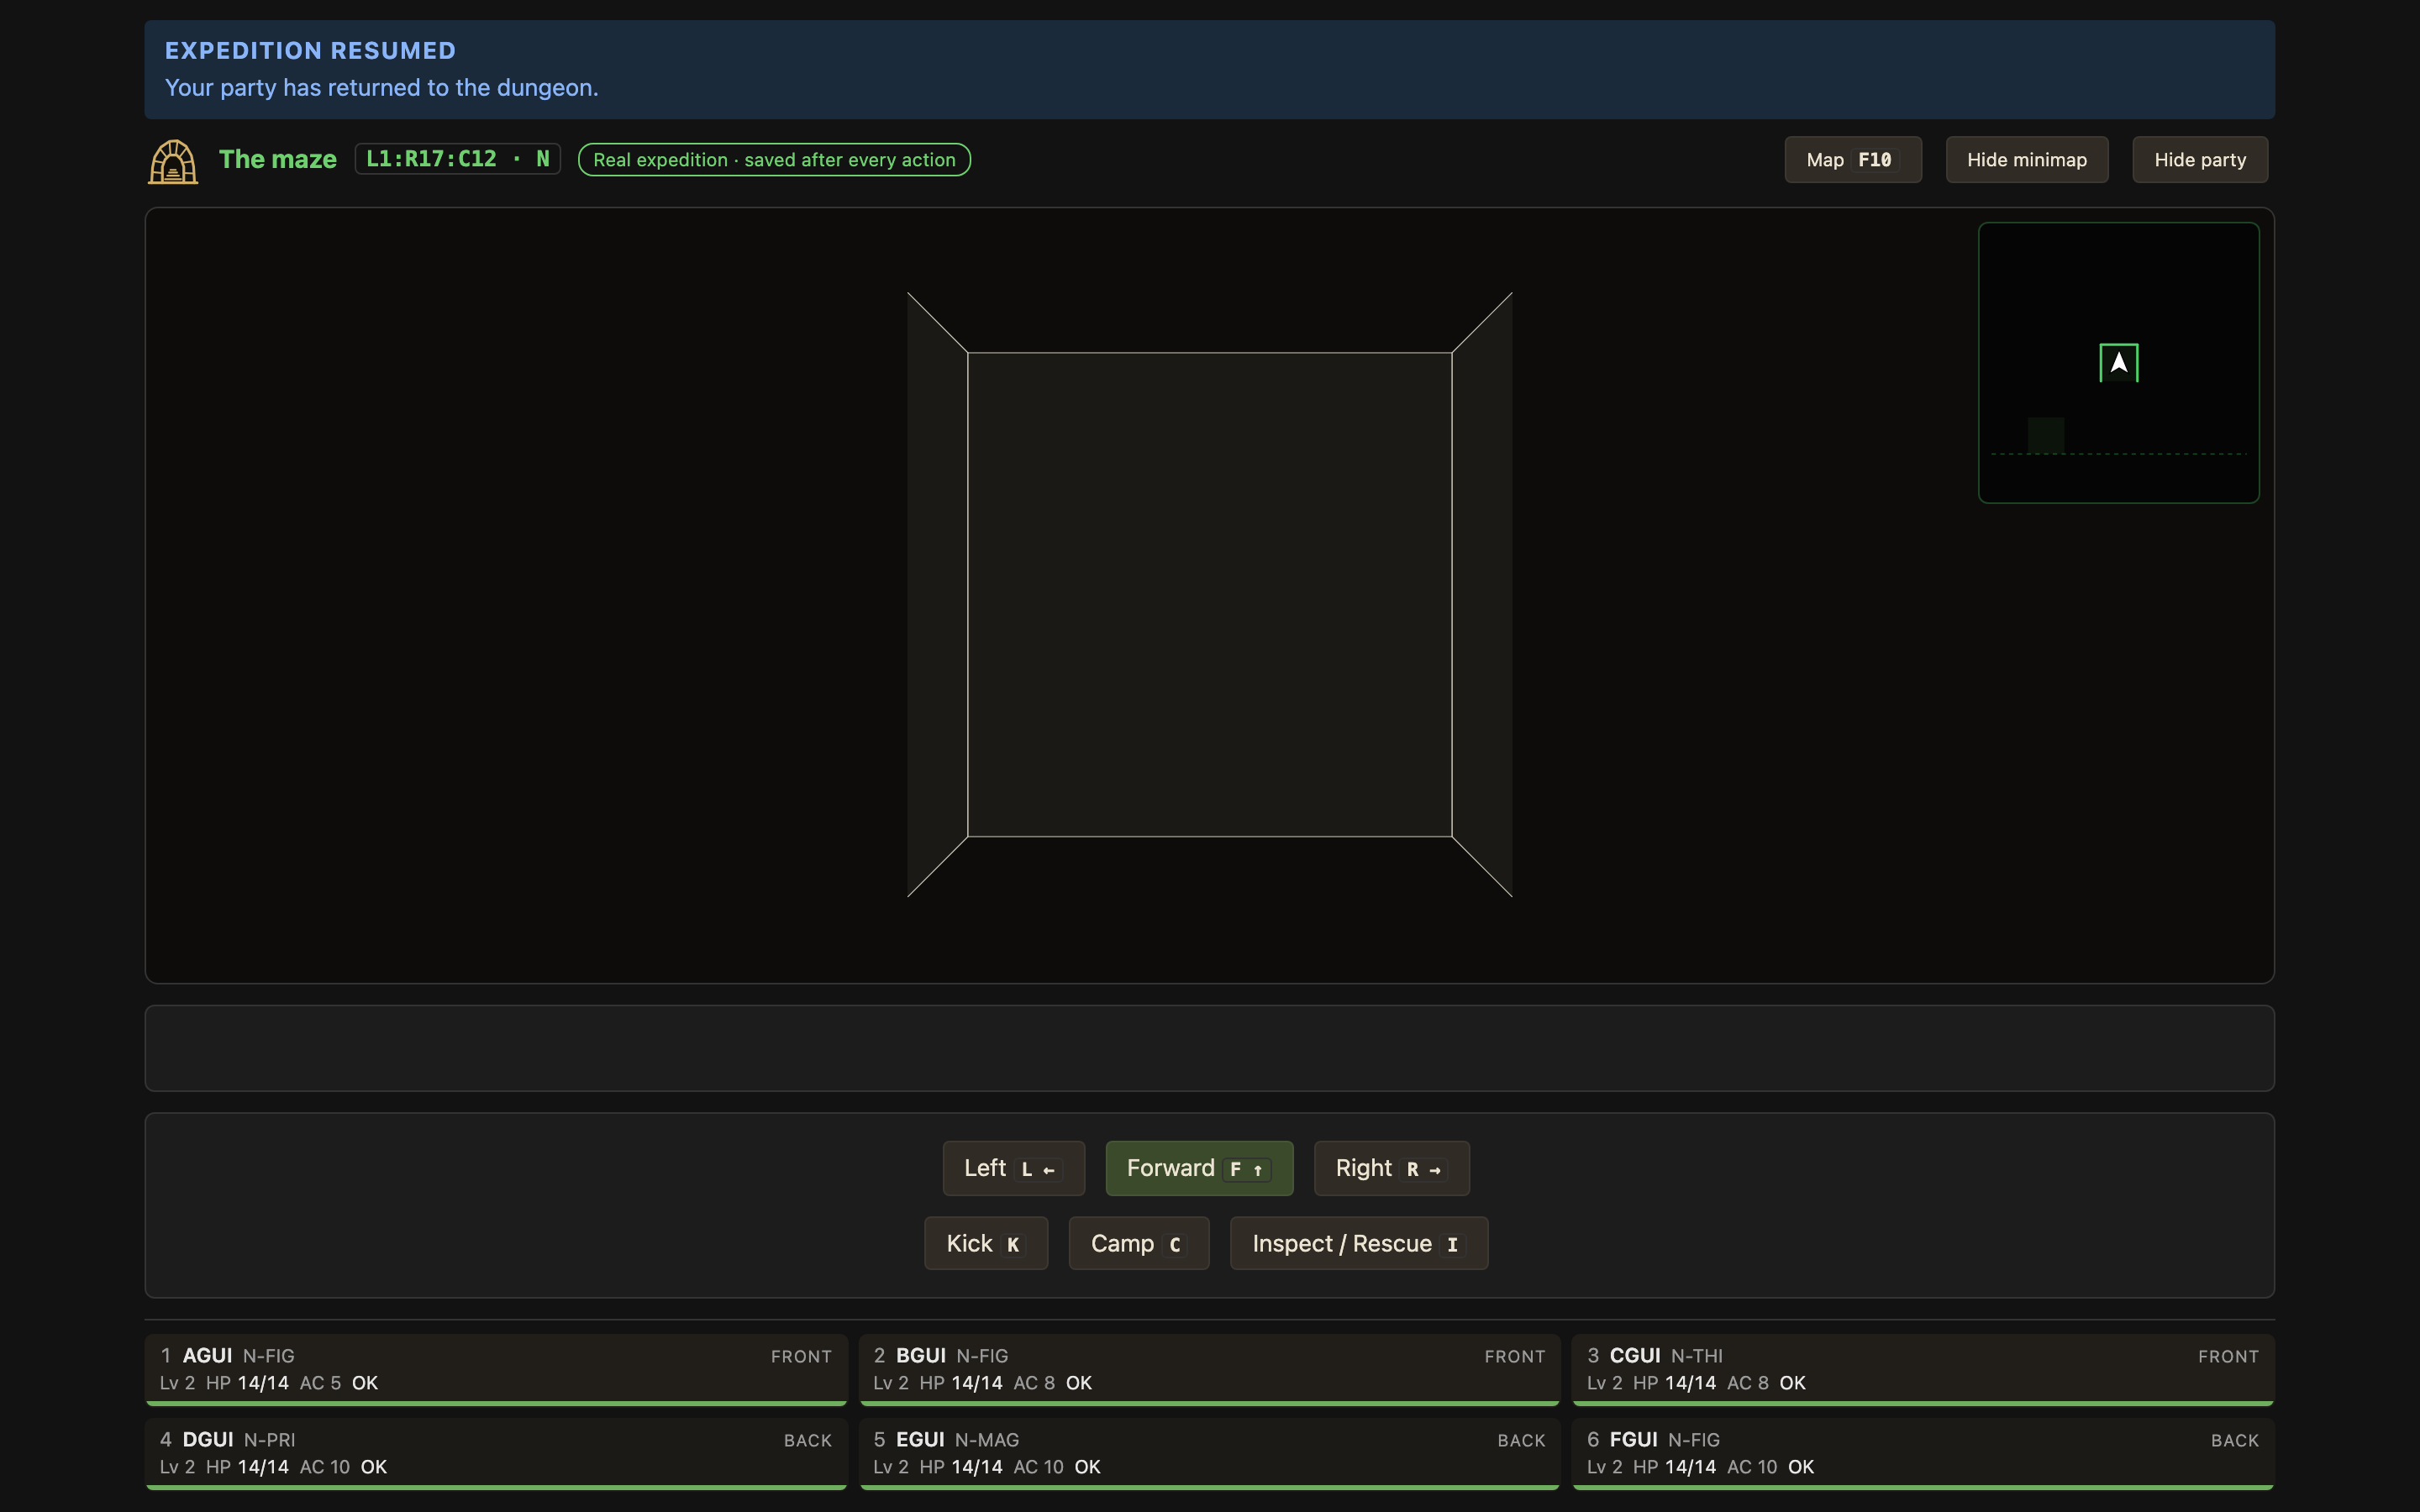 EXPEDITION RESUMED
Your party has returned to the dungeon.
The maze L1:R17:C12 · N Real expedition · saved after every action Map F10 Hide minimap Hide party
Left L ← Forward F ↑ Right R →
Kick K Camp C Inspect / Rescue I
1 AGUI N-FIG FRONT 2 BGUI N-FIG FRONT 3 CGUI N-THI FRONT
Lv 2 HP 14/14 AC 5 OK Lv 2 HP 14/14 AC 8 OK Lv 2 HP 14/14 AC 8 OK
4 DGUI N-PRI BACK 5 EGUI N-MAG BACK 6 FGUI N-FIG BACK
Lv 2 HP 14/14 AC 10 OK Lv 2 HP 14/14 AC 10 OK Lv 2 HP 14/14 AC 10 OK